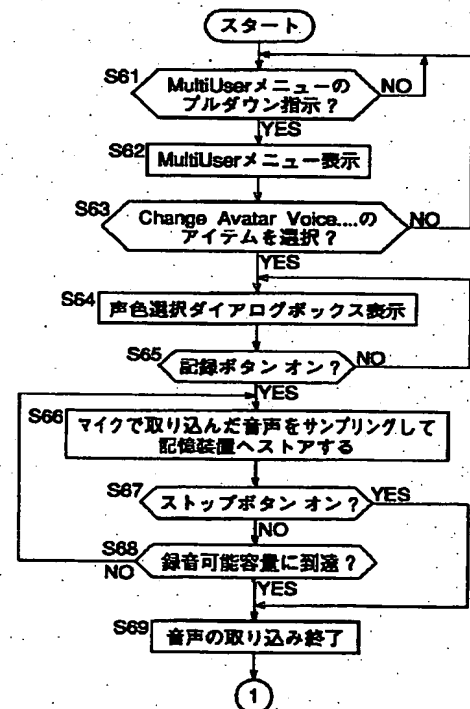 スタート
S61
MultiUserメニューの
プルダウン指示?
NO
YES
S62
MultiUserメニュー表示
S63
Change Avatar Voice....の
アイテムを選択?
NO
YES
S64
声色選択ダイアログボックス表示
S65
記録ボタン オン?
NO
YES
S66
マイクで取り込んだ音声をサンプリングして
記憶装置へストアする
S67
ストップボタン オン?
YES
NO
S68
録音可能容量に到達?
NO
YES
S69
音声の取り込み終了
1